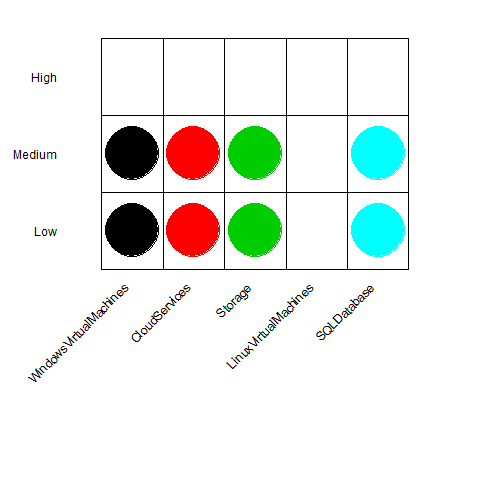 High
Medium
Low
WindowsVirtualMachines
CloudServices
Storage
LinuxVirtualMachines
SQLDatabase